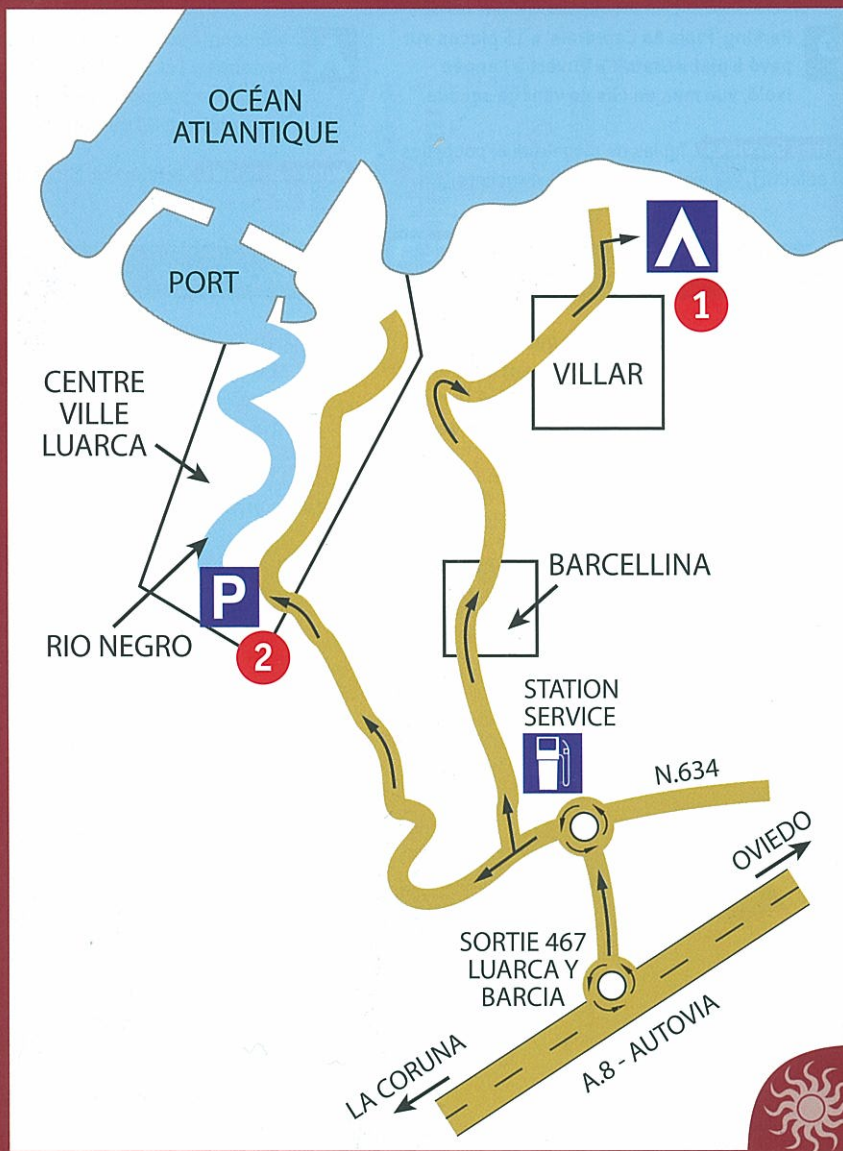 OCÉAN
ATLANTIQUE
PORT
1
VILLAR
CENTRE
VILLE
LUARCA
BARCELLINA
P
RIO NEGRO
2
STATION
SERVICE
N.634
OVIEDO
SORTIE 467
LUARCA Y
BARCIA
A.8 - AUTOVIA
LA CORUNA